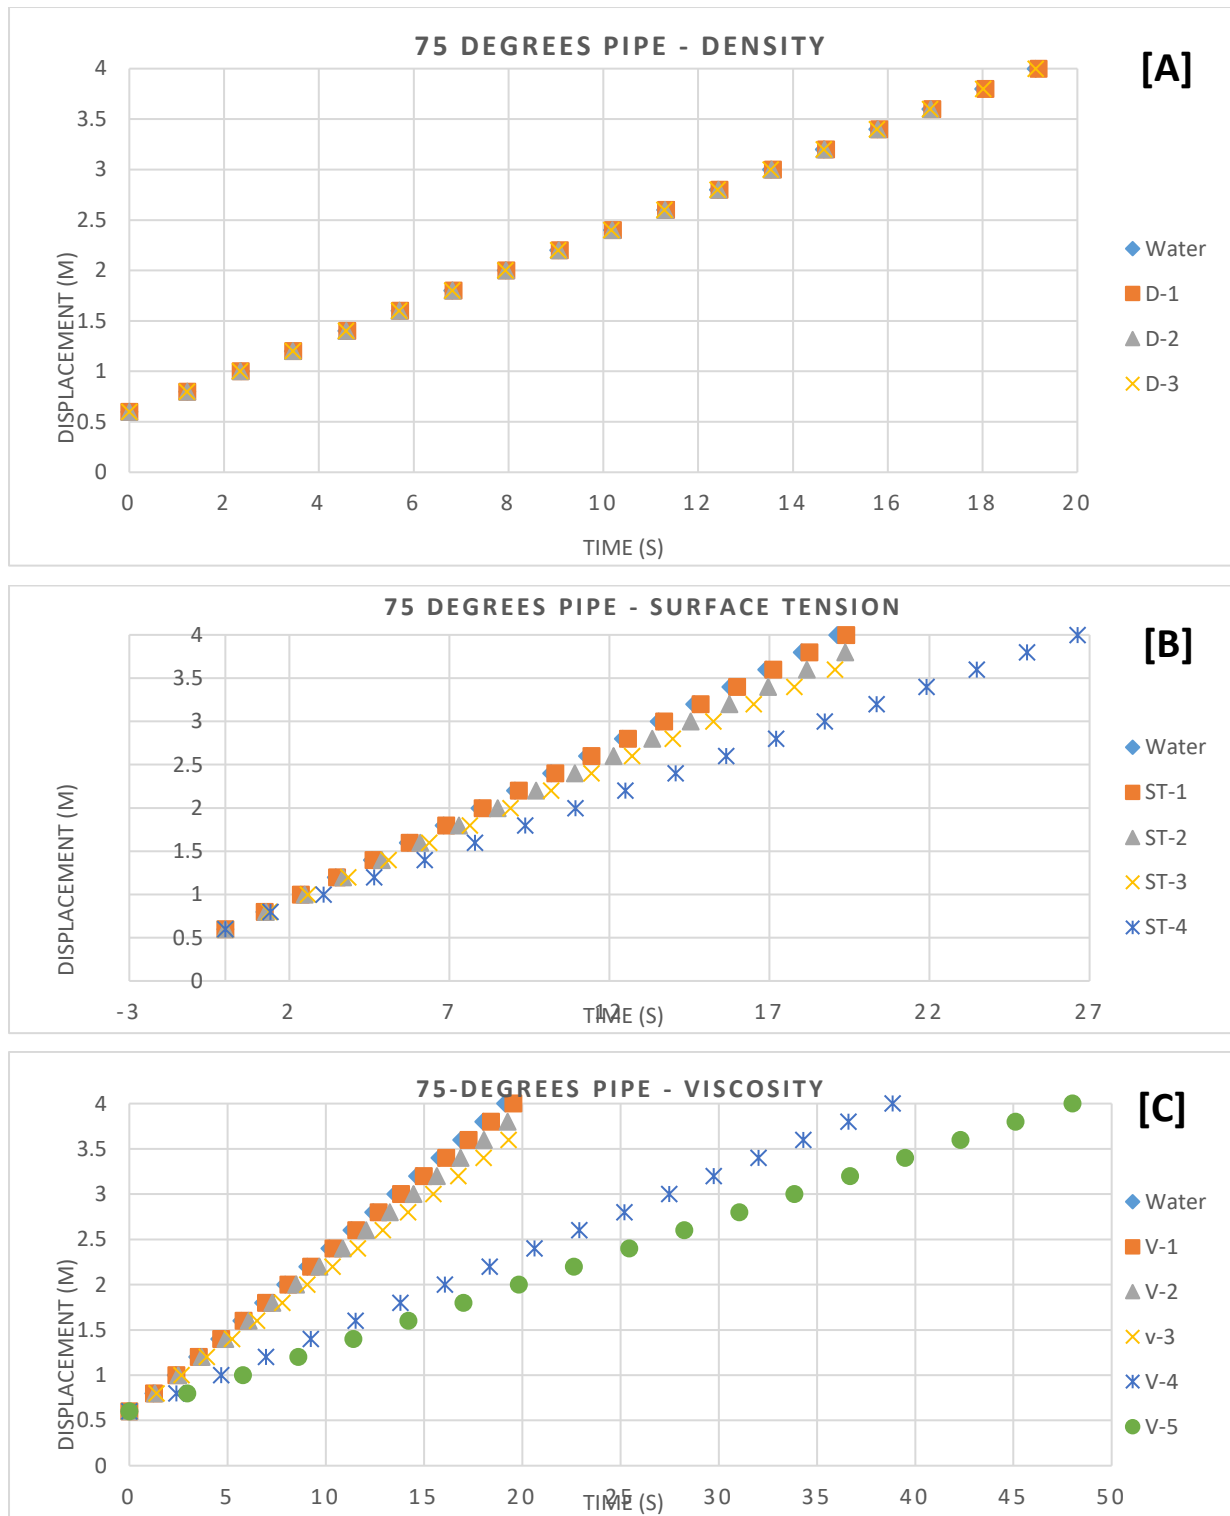 75 DEGREES PIPE - DENSITY
[A]
DISPLACEMENT (M)
4
3.5
3
2.5
2
1.5
1
0.5
0
0 2 4 6 8 10 12 14 16 18 20
TIME (S)
Water
D-1
D-2
D-3
75 DEGREES PIPE - SURFACE TENSION
[B]
DISPLACEMENT (M)
4
3.5
3
2.5
2
1.5
1
0.5
0
-3 2 7 12 17 22 27
TIME (S)
Water
ST-1
ST-2
ST-3
ST-4
75-DEGREES PIPE - VISCOSITY
[C]
DISPLACEMENT (M)
4
3.5
3
2.5
2
1.5
1
0.5
0
0 5 10 15 20 25 30 35 40 45 50
TIME (S)
Water
V-1
V-2
v-3
V-4
V-5